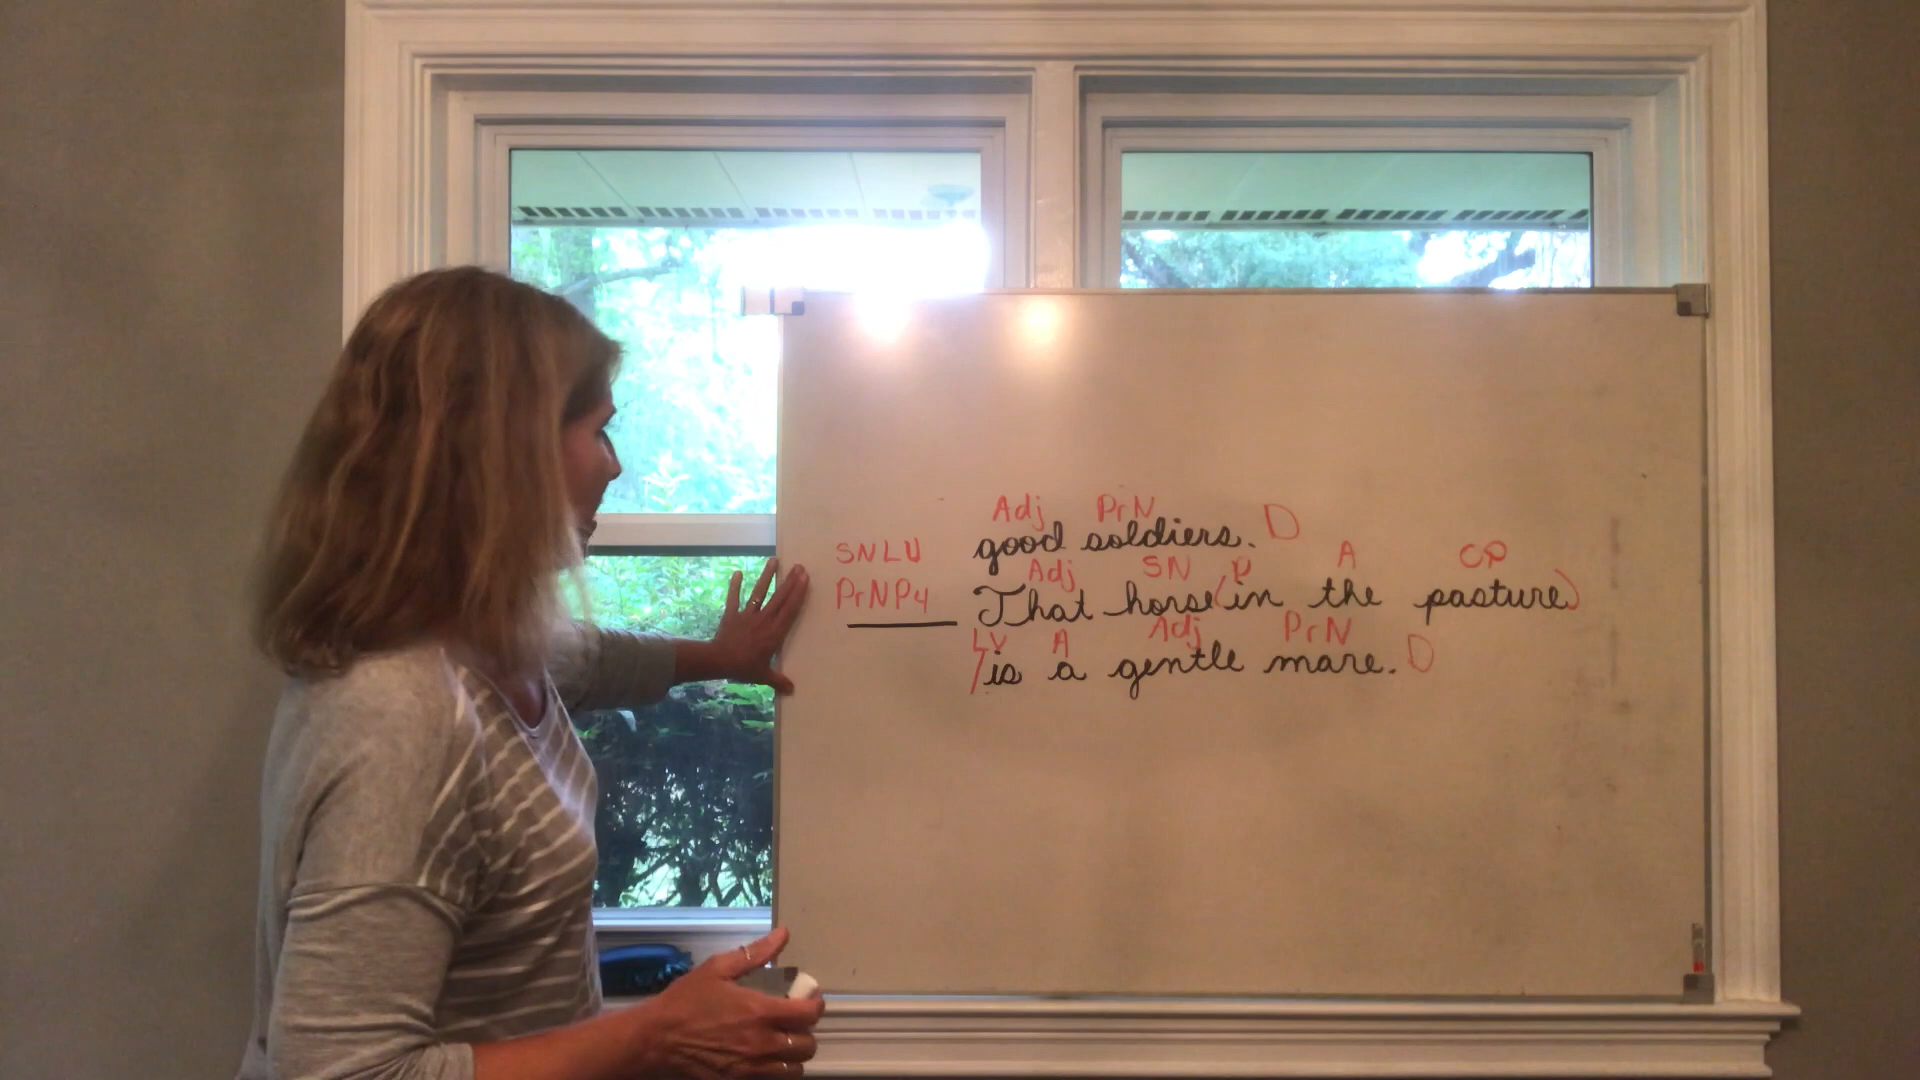 Adj PrN
good soldiers. D
SNLV
Adj SN P A OP
PrNP4 That horse (in the pasture)
LV A Adj PrN
/is a gentle mare. D